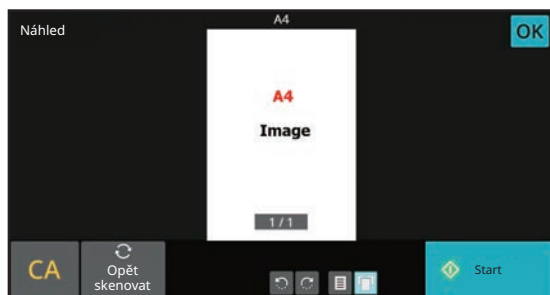 Náhled
A4
OK
A4
Image
1 / 1
CA
Opět
skenovat
Start